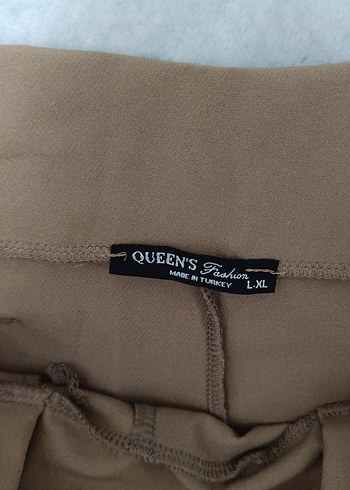 QUEEN'S Fashion
MADE IN TURKEY L.XL